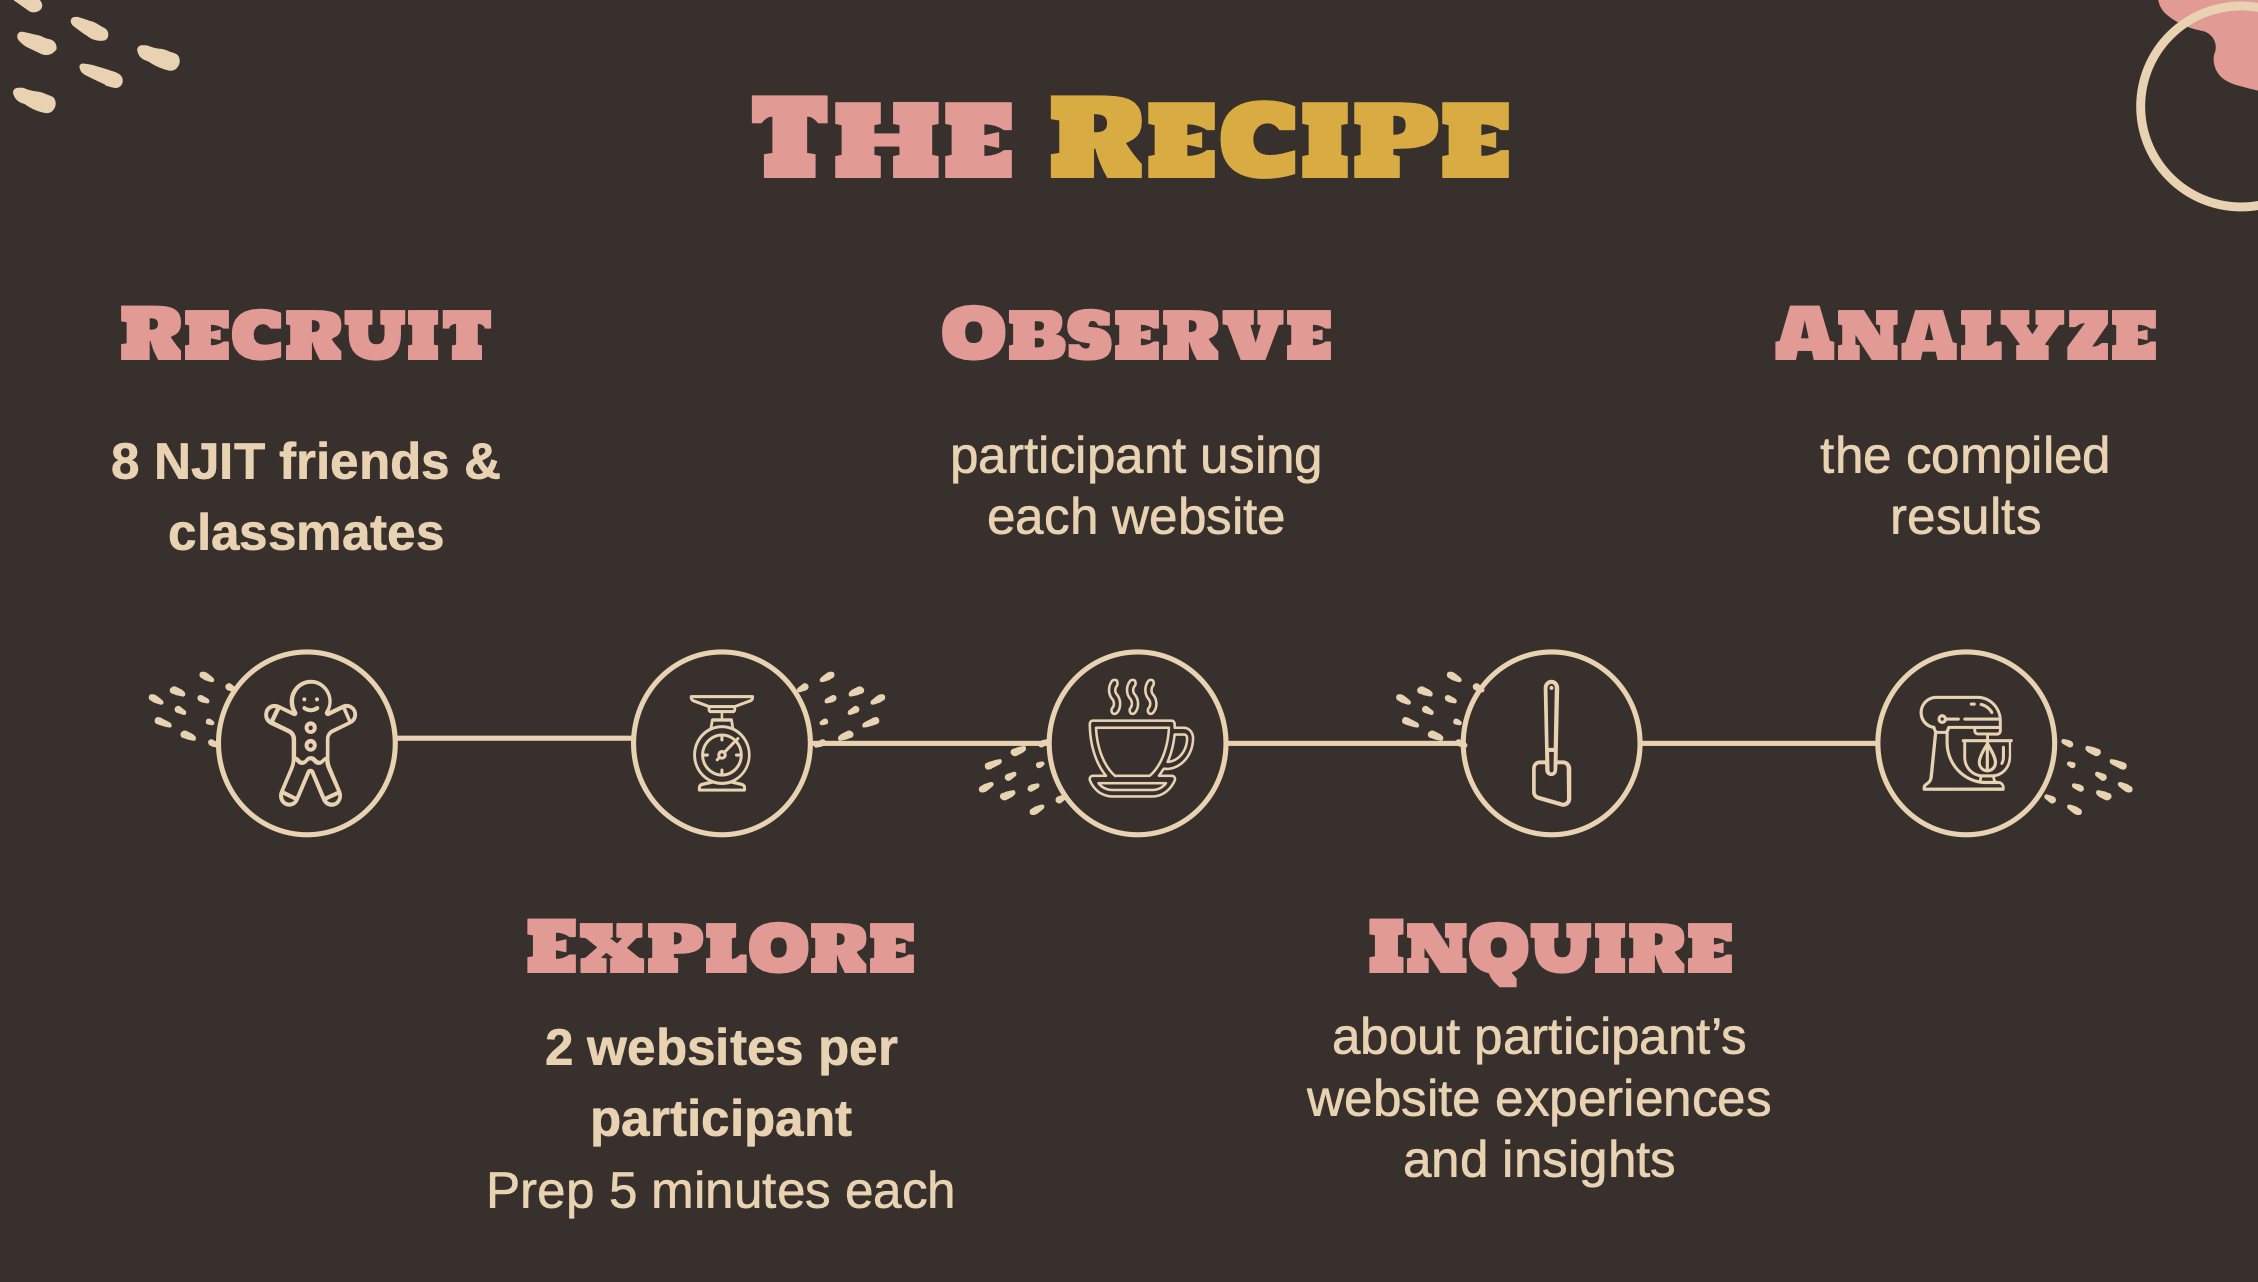 THE RECIPE
RECRUIT
8 NJIT friends &
classmates
EXPLORE
2 websites per
participant
Prep 5 minutes each
OBSERVE
participant using
each website
INQUIRE
about participant’s
website experiences
and insights
ANALYZE
the compiled
results